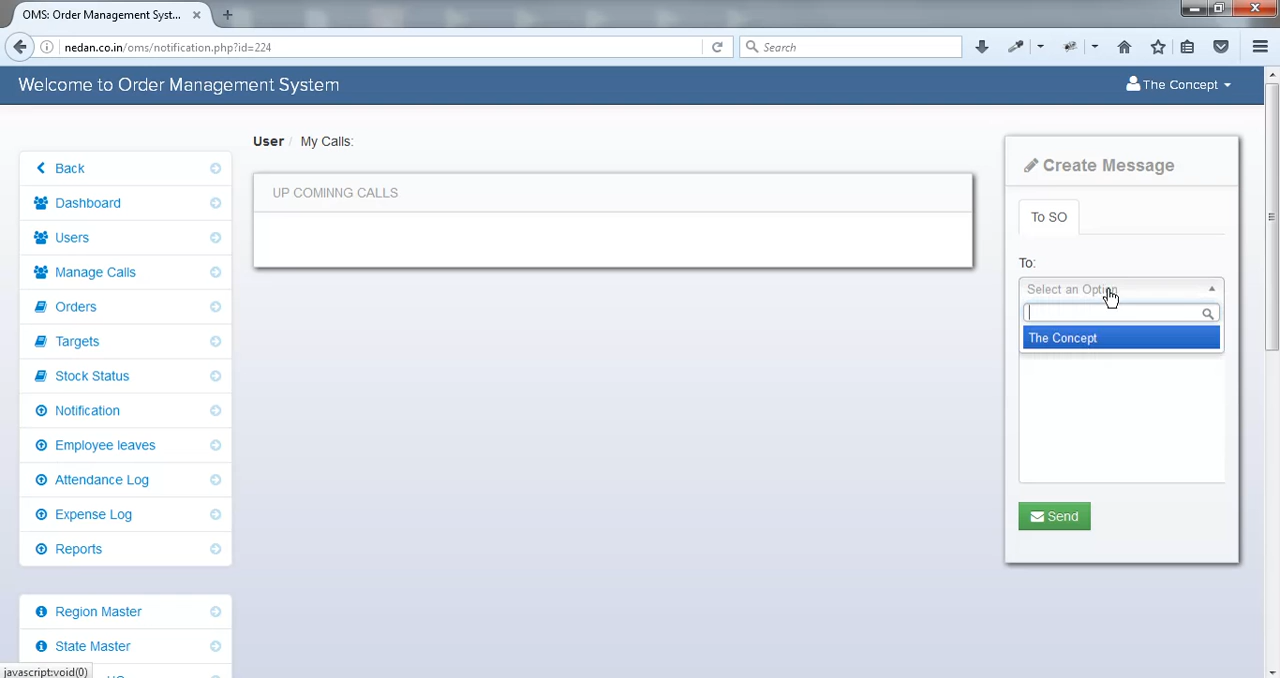 OMS: Order Management Syst...
nedan.co.in/oms/notification.php?id=224
Search
Welcome to Order Management System
The Concept
User / My Calls:
UP COMINNG CALLS
Back
Dashboard
Users
Manage Calls
Orders
Targets
Stock Status
Notification
Employee leaves
Attendance Log
Expense Log
Reports
Region Master
State Master
javascript:void(0)
Create Message
To SO
To:
Select an Option
The Concept
Send